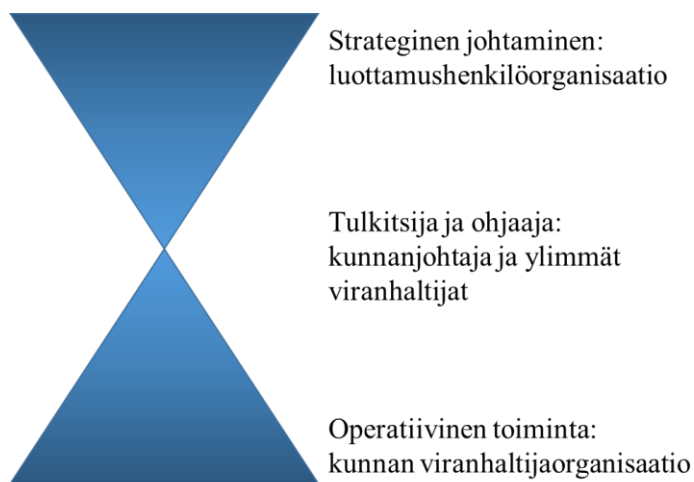 Strateginen johtaminen:
luottamushenkilöorganisaatio
Tulkitsija ja ohjaaja:
kunnanjohtaja ja ylimmät
viranhaltijat
Operatiivinen toiminta:
kunnan viranhaltijaorganisaatio